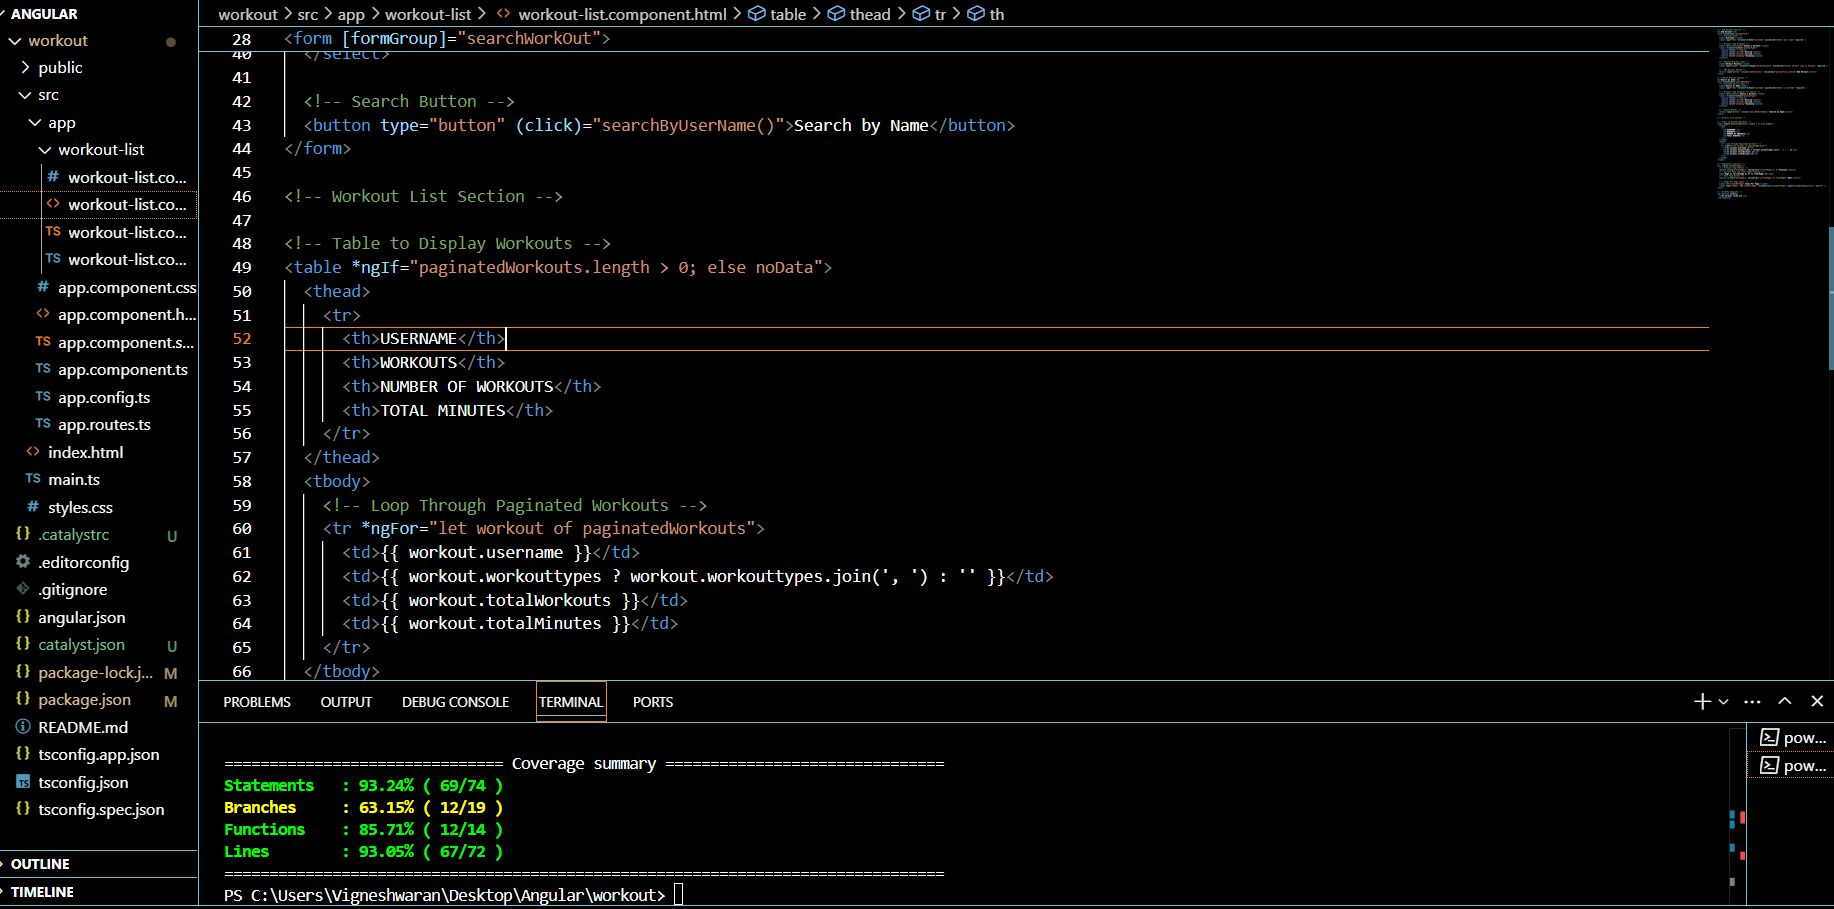 ANGULAR
workout
public
src
app
workout-list
workout-list.co...
workout-list.co...
workout-list.co...
workout-list.co...
app.component.css
app.component.h...
app.component.s...
app.component.ts
app.config.ts
app.routes.ts
index.html
main.ts
styles.css
.catalystrc U
.editorconfig
.gitignore
angular.json
catalyst.json U
package-lock.j... M
package.json M
README.md
tsconfig.app.json
tsconfig.json
tsconfig.spec.json
OUTLINE
TIMELINE
workout > src > app > workout-list > workout-list.component.html > table > thead > tr > th
28 <form [formGroup]="searchWorkOut">
40 </select>
41
42 <!-- Search Button -->
43 <button type="button" (click)="searchByUserName()">Search by Name</button>
44 </form>
45
46 <!-- Workout List Section -->
47
48 <!-- Table to Display Workouts -->
49 <table *ngIf="paginatedWorkouts.length > 0; else noData">
50 <thead>
51 <tr>
52 <th>USERNAME</th>
53 <th>WORKOUTS</th>
54 <th>NUMBER OF WORKOUTS</th>
55 <th>TOTAL MINUTES</th>
56 </tr>
57 </thead>
58 <tbody>
59 <!-- Loop Through Paginated Workouts -->
60 <tr *ngFor="let workout of paginatedWorkouts">
61 <td>{{ workout.username }}</td>
62 <td>{{ workout.workouttypes ? workout.workouttypes.join(', ') : '' }}</td>
63 <td>{{ workout.totalWorkouts }}</td>
64 <td>{{ workout.totalMinutes }}</td>
65 </tr>
66 </tbody>
PROBLEMS OUTPUT DEBUG CONSOLE TERMINAL PORTS
=============================== Coverage summary ===============================
Statements : 93.24% ( 69/74 )
Branches : 63.15% ( 12/19 )
Functions : 85.71% ( 12/14 )
Lines : 93.05% ( 67/72 )
================================================================================
PS C:\Users\Vigneshwaran\Desktop\Angular\workout>
pow...
pow...